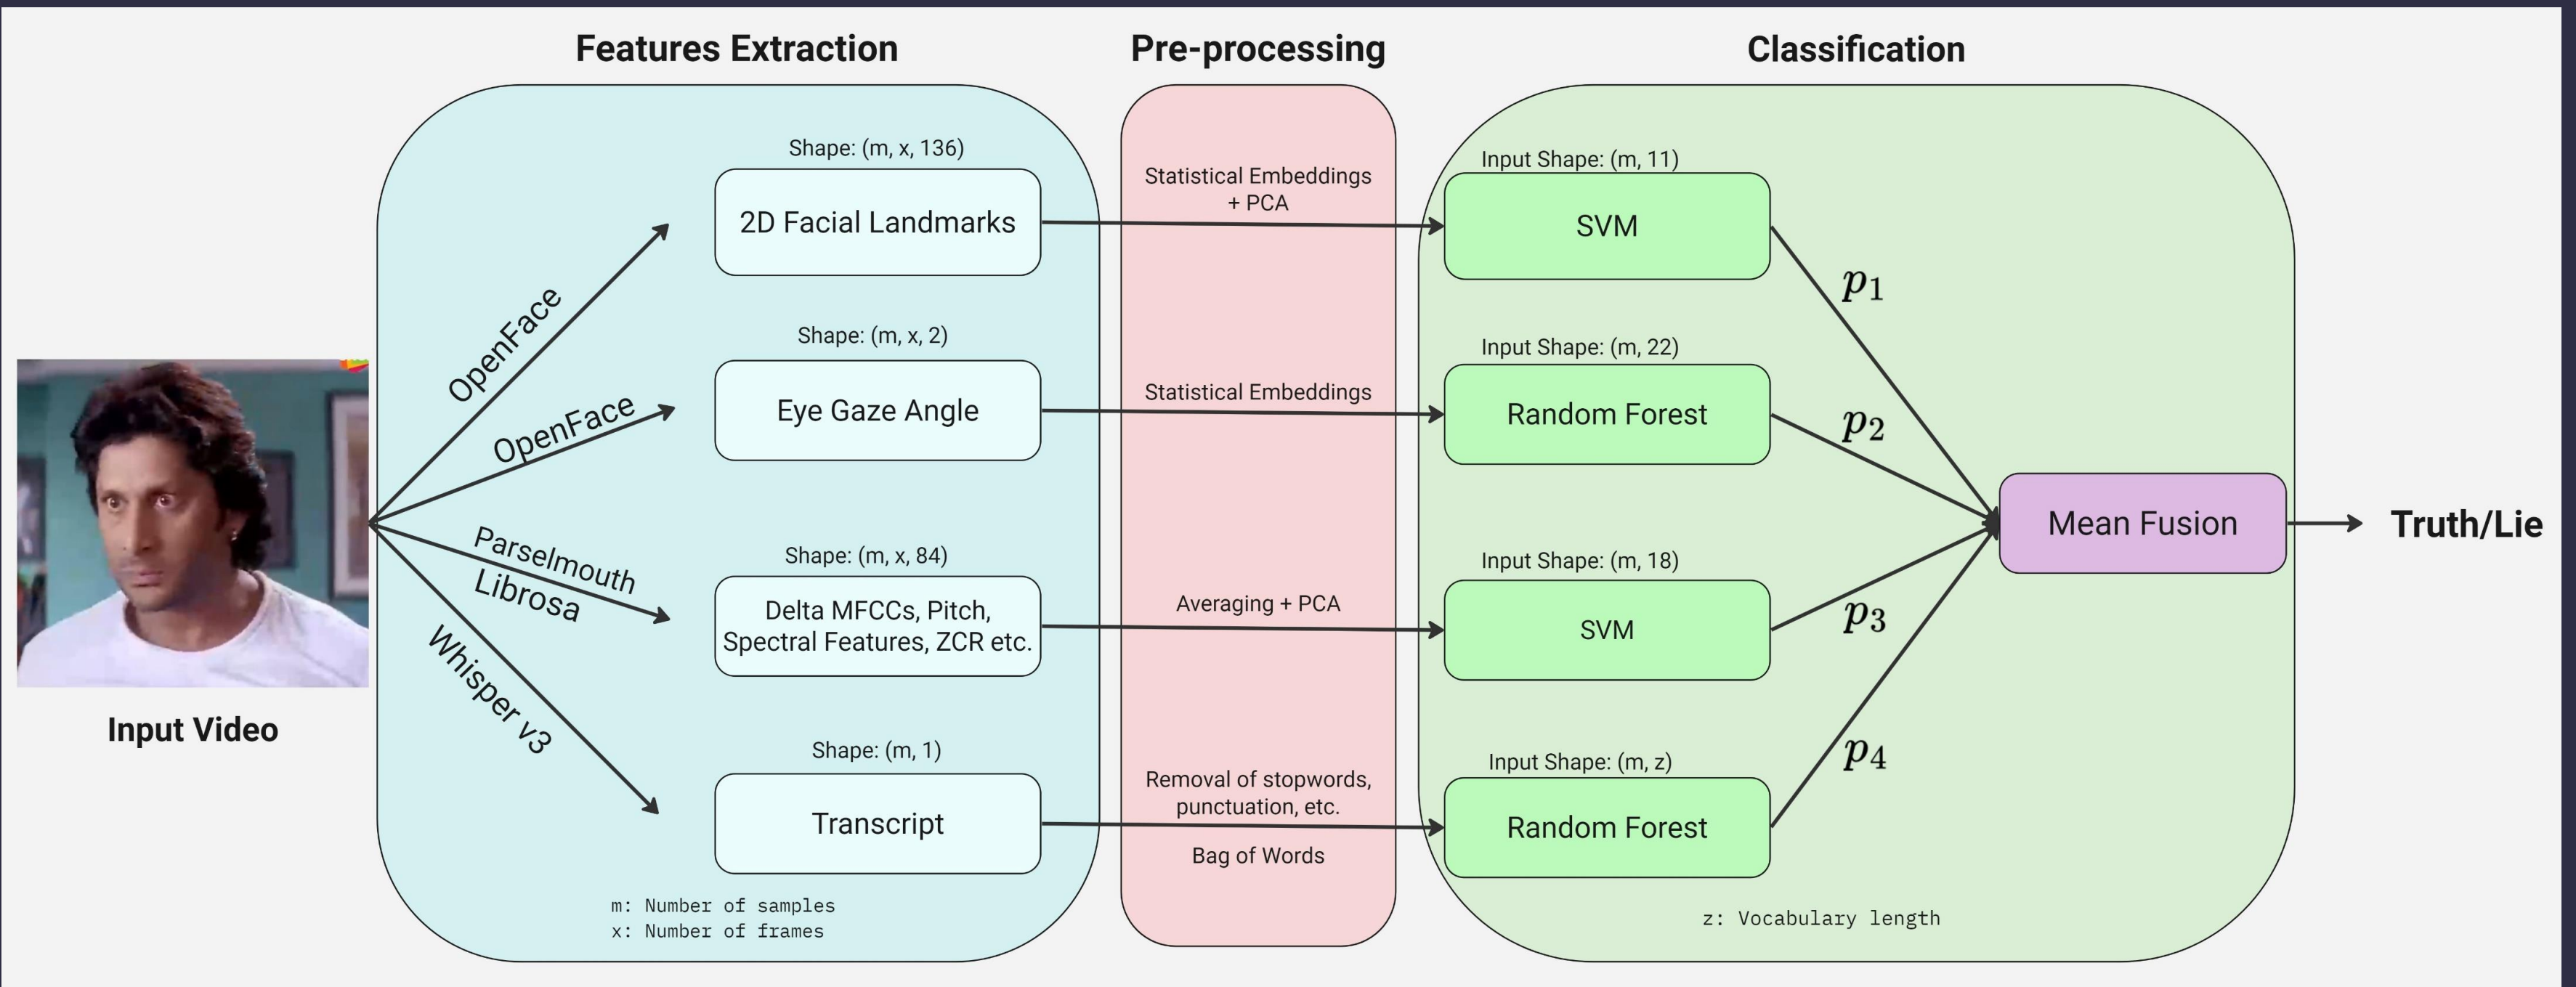 Features Extraction
Pre-processing
Classification
Input Video
OpenFace
OpenFace
Parselmouth
Librosa
Whisper v3
Shape: (m, x, 136)
2D Facial Landmarks
Shape: (m, x, 2)
Eye Gaze Angle
Shape: (m, x, 84)
Delta MFCCs, Pitch,
Spectral Features, ZCR etc.
Shape: (m, 1)
Transcript
m: Number of samples
x: Number of frames
Statistical Embeddings
+ PCA
Statistical Embeddings
Averaging + PCA
Removal of stopwords,
punctuation, etc.
Bag of Words
Input Shape: (m, 11)
SVM
Input Shape: (m, 22)
Random Forest
Input Shape: (m, 18)
SVM
Input Shape: (m, z)
Random Forest
z: Vocabulary length
p₁
p₂
p₃
p₄
Mean Fusion
Truth/Lie